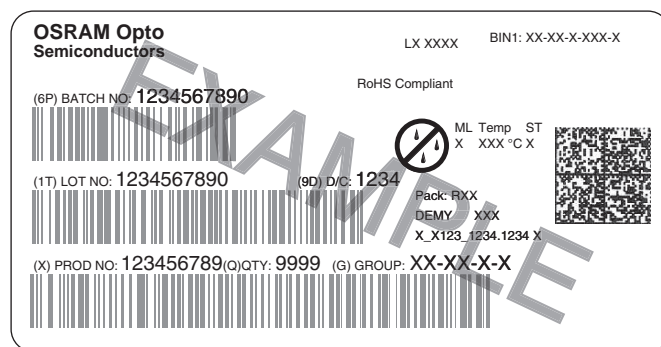 OSRAM Opto
Semiconductors
LX XXXX
BIN1: XX-XX-X-XXX-X
RoHS Compliant
(6P) BATCH NO: 1234567890
ML Temp ST
X XXX °C X
(1T) LOT NO: 1234567890 (9D) D/C: 1234
Pack: RXX
DEMY XXX
X_X123_1234.1234 X
(X) PROD NO: 123456789(Q)QTY: 9999 (G) GROUP: XX-XX-X-X
EXAMPLE